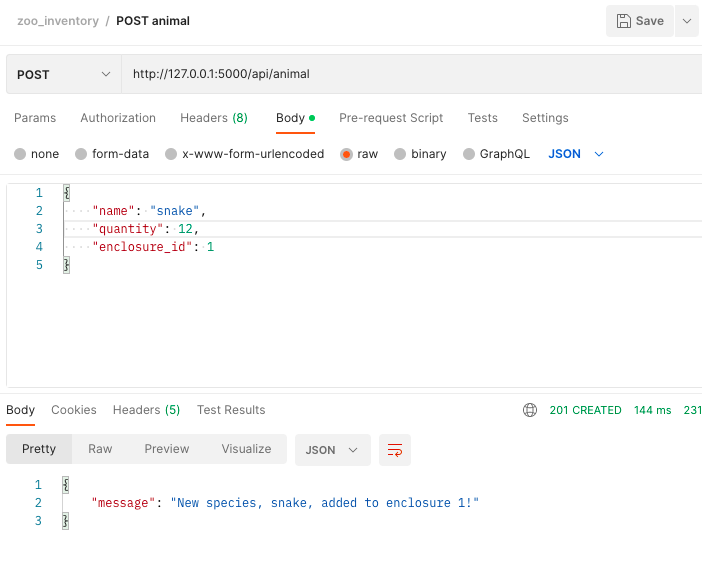 zoo_inventory / POST animal
Save
POST
http://127.0.0.1:5000/api/animal
Params Authorization Headers (8) Body Pre-request Script Tests Settings
none form-data x-www-form-urlencoded raw binary GraphQL JSON
1 {
2 "name": "snake",
3 "quantity": 12,
4 "enclosure_id": 1
5 }
Body Cookies Headers (5) Test Results 201 CREATED 144 ms 231
Pretty Raw Preview Visualize JSON
1 {
2 "message": "New species, snake, added to enclosure 1!"
3 }